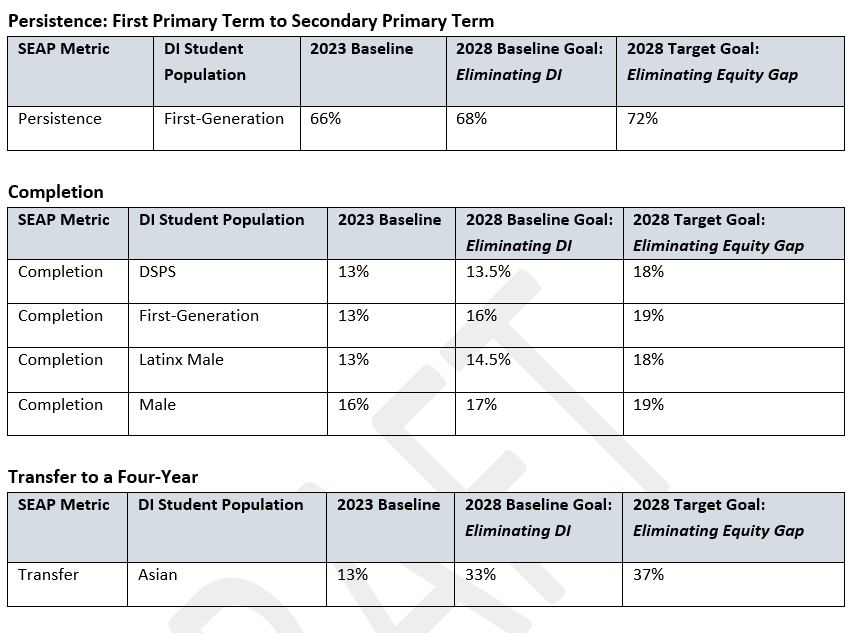 Persistence: First Primary Term to Secondary Primary Term
SEAP Metric DI Student Population 2023 Baseline 2028 Baseline Goal: Eliminating DI 2028 Target Goal: Eliminating Equity Gap
Persistence First-Generation 66% 68% 72%
Completion
SEAP Metric DI Student Population 2023 Baseline 2028 Baseline Goal: Eliminating DI 2028 Target Goal: Eliminating Equity Gap
Completion DSPS 13% 13.5% 18%
Completion First-Generation 13% 16% 19%
Completion Latinx Male 13% 14.5% 18%
Completion Male 16% 17% 19%
Transfer to a Four-Year
SEAP Metric DI Student Population 2023 Baseline 2028 Baseline Goal: Eliminating DI 2028 Target Goal: Eliminating Equity Gap
Transfer Asian 13% 33% 37%
DRAFT